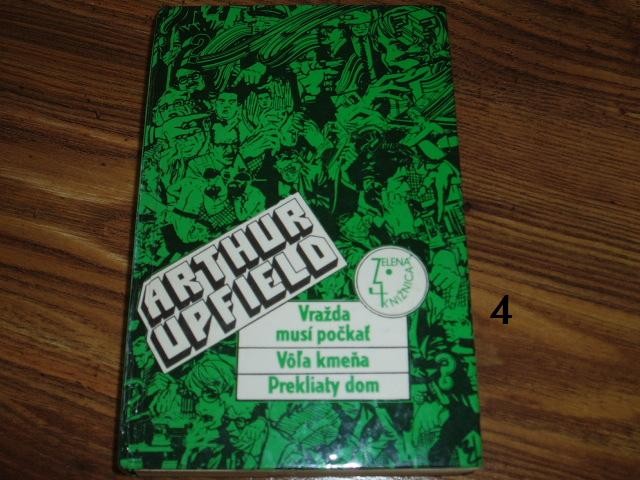 ARTHUR
UPFIELD
ZELENÁ
KNIŽNICA
Vražda
musí počkať
Vôľa kmeňa
Prekliaty dom
4